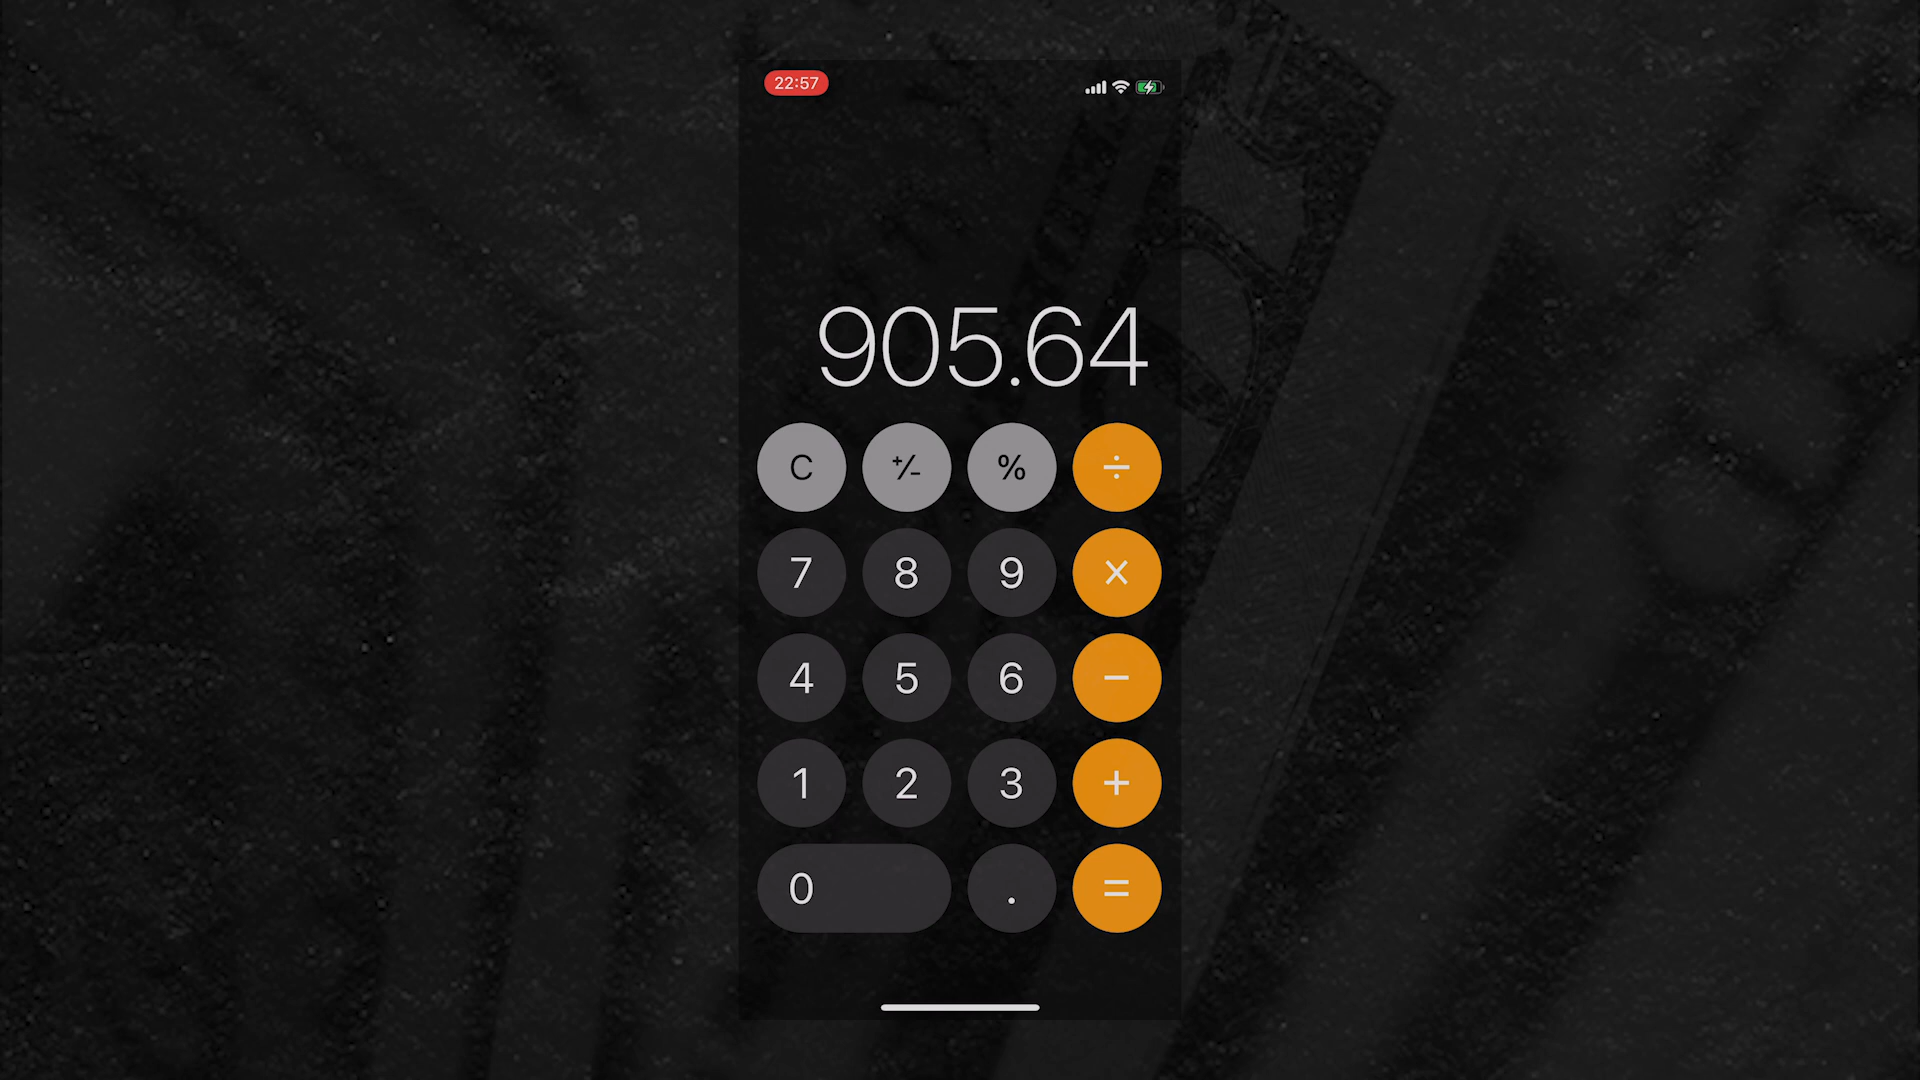 22:57
905.64
C ⁺∕₋ % ÷
7 8 9 ×
4 5 6 −
1 2 3 +
0 . =